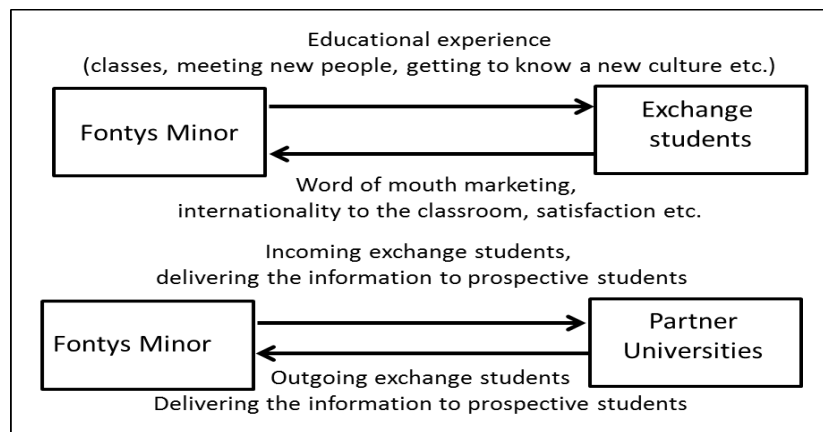 Educational experience
(classes, meeting new people, getting to know a new culture etc.)
Fontys Minor
Exchange
students
Word of mouth marketing,
internationality to the classroom, satisfaction etc.
Incoming exchange students,
delivering the information to prospective students
Fontys Minor
Partner
Universities
Outgoing exchange students
Delivering the information to prospective students